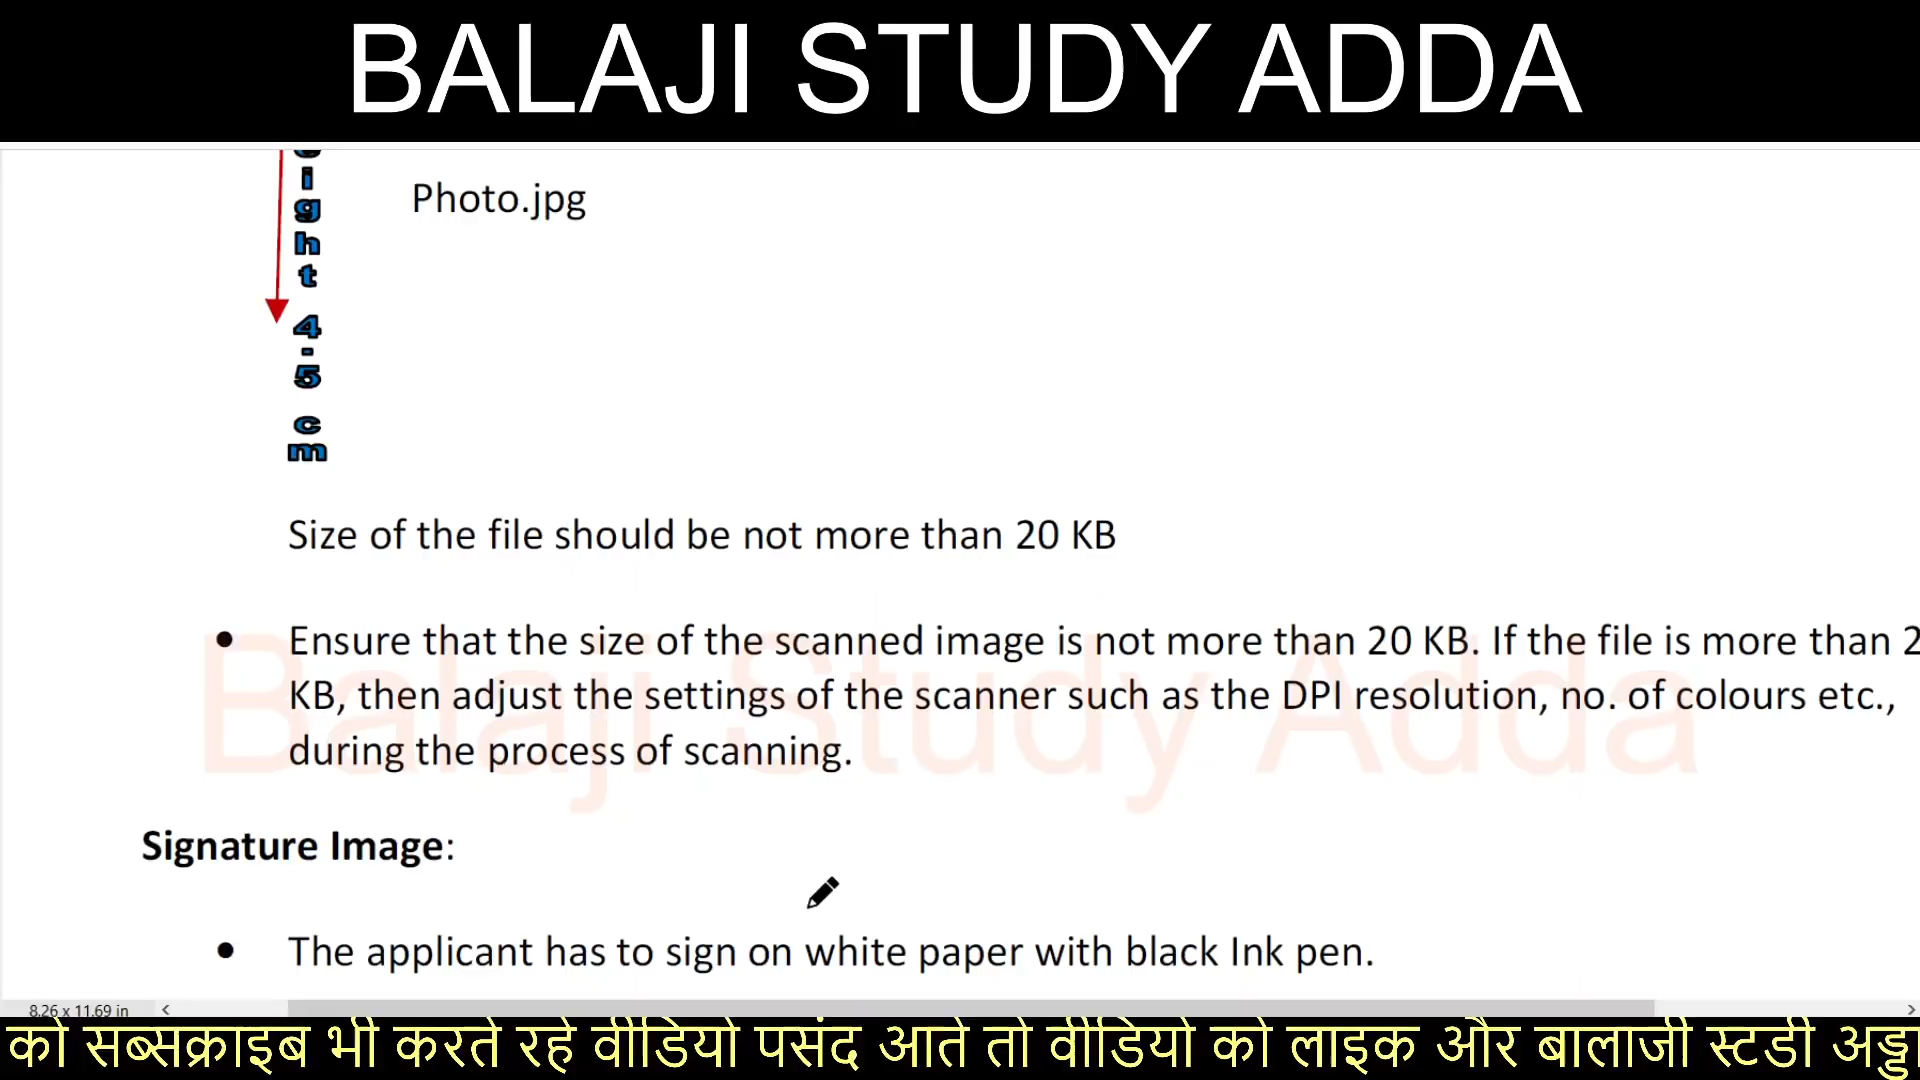 BALAJI STUDY ADDA
ight 4.5 cm
Photo.jpg
Size of the file should be not more than 20 KB
Ensure that the size of the scanned image is not more than 20 KB. If the file is more than 2
KB, then adjust the settings of the scanner such as the DPI resolution, no. of colours etc.,
during the process of scanning.
Balaji Study Adda
Signature Image:
The applicant has to sign on white paper with black Ink pen.
8.26 x 11.69 in
को सब्सक्राइब भी करते रहे वीडियो पसंद आते तो वीडियो को लाइक और बालाजी स्टडी अड्डा